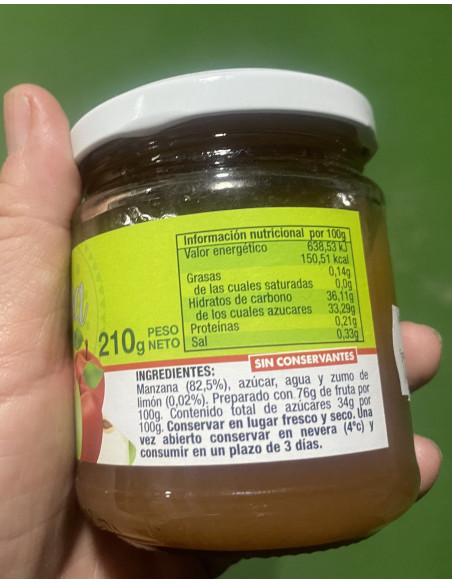 Información nutricional por 100g
Valor energético 638,53 kJ
150,51 kcal
Grasas 0,14g
de las cuales saturadas 0,0g
Hidratos de carbono 36,11g
de los cuales azucares 33,29g
Proteínas 0,21g
Sal 0,33g
210g PESO NETO
SIN CONSERVANTES
INGREDIENTES:
Manzana (82,5%), azúcar, agua y zumo de
limón (0,02%). Preparado con 76g de fruta por
100g. Contenido total de azúcares 34g por
100g. Conservar en lugar fresco y seco. Una
vez abierto conservar en nevera (4ºc) y
consumir en un plazo de 3 días.